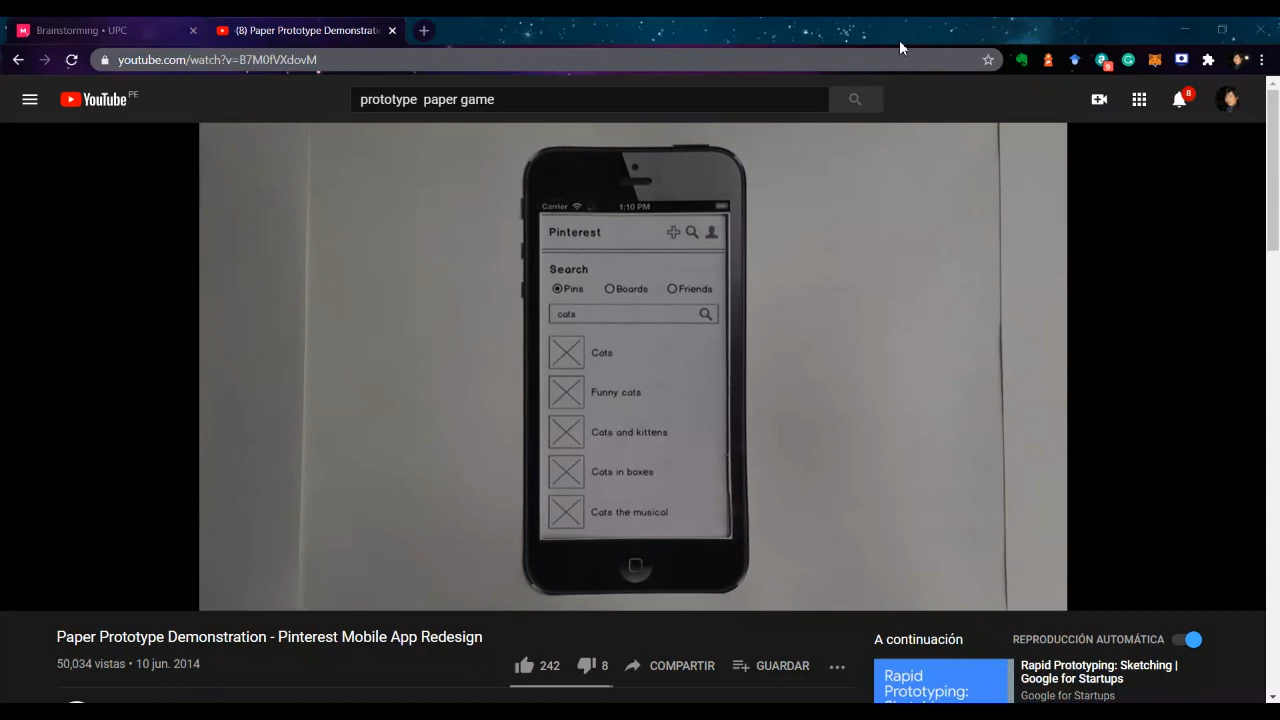 Brainstorming • UPC
(8) Paper Prototype Demonstratio
youtube.com/watch?v=B7M0fVXdovM
9
YouTube PE
prototype paper game
8
Carrier
1:10 PM
Pinterest
Search
Pins Boards Friends
cats
Cats
Funny cats
Cats and kittens
Cats in boxes
Cats the musical
Paper Prototype Demonstration - Pinterest Mobile App Redesign
50,034 vistas • 10 jun. 2014
242 8 COMPARTIR GUARDAR
A continuación
REPRODUCCIÓN AUTOMÁTICA
Rapid
Prototyping:
Rapid Prototyping: Sketching |
Google for Startups
Google for Startups